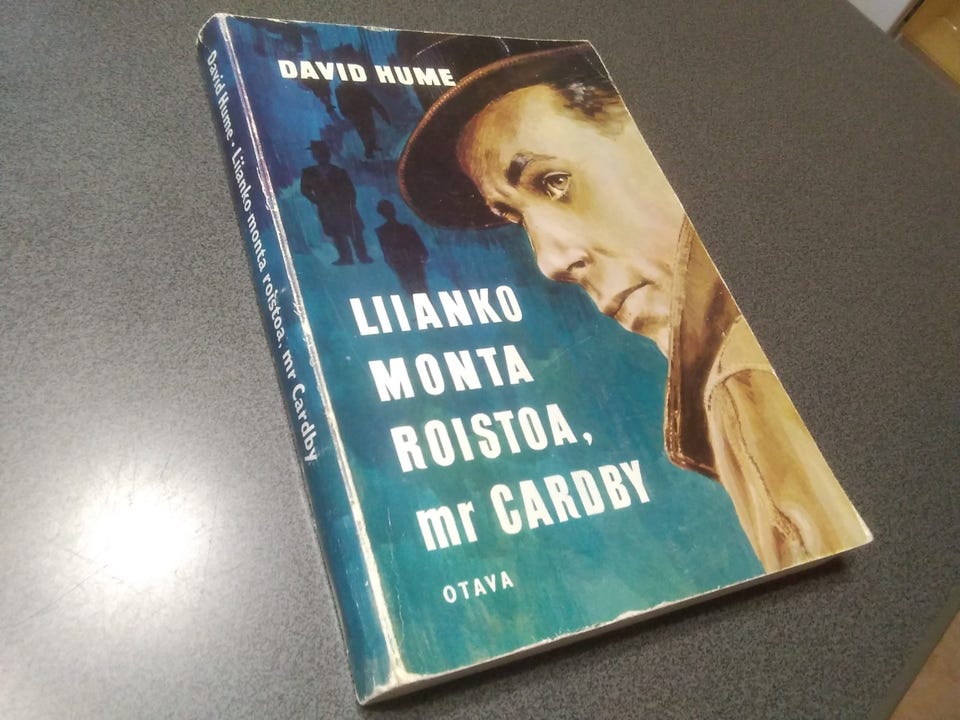 DAVID HUME
LIIANKO
MONTA
ROISTOA,
mr CARDBY
OTAVA
David Hume • Liianko monta roistoa, mr Cardby